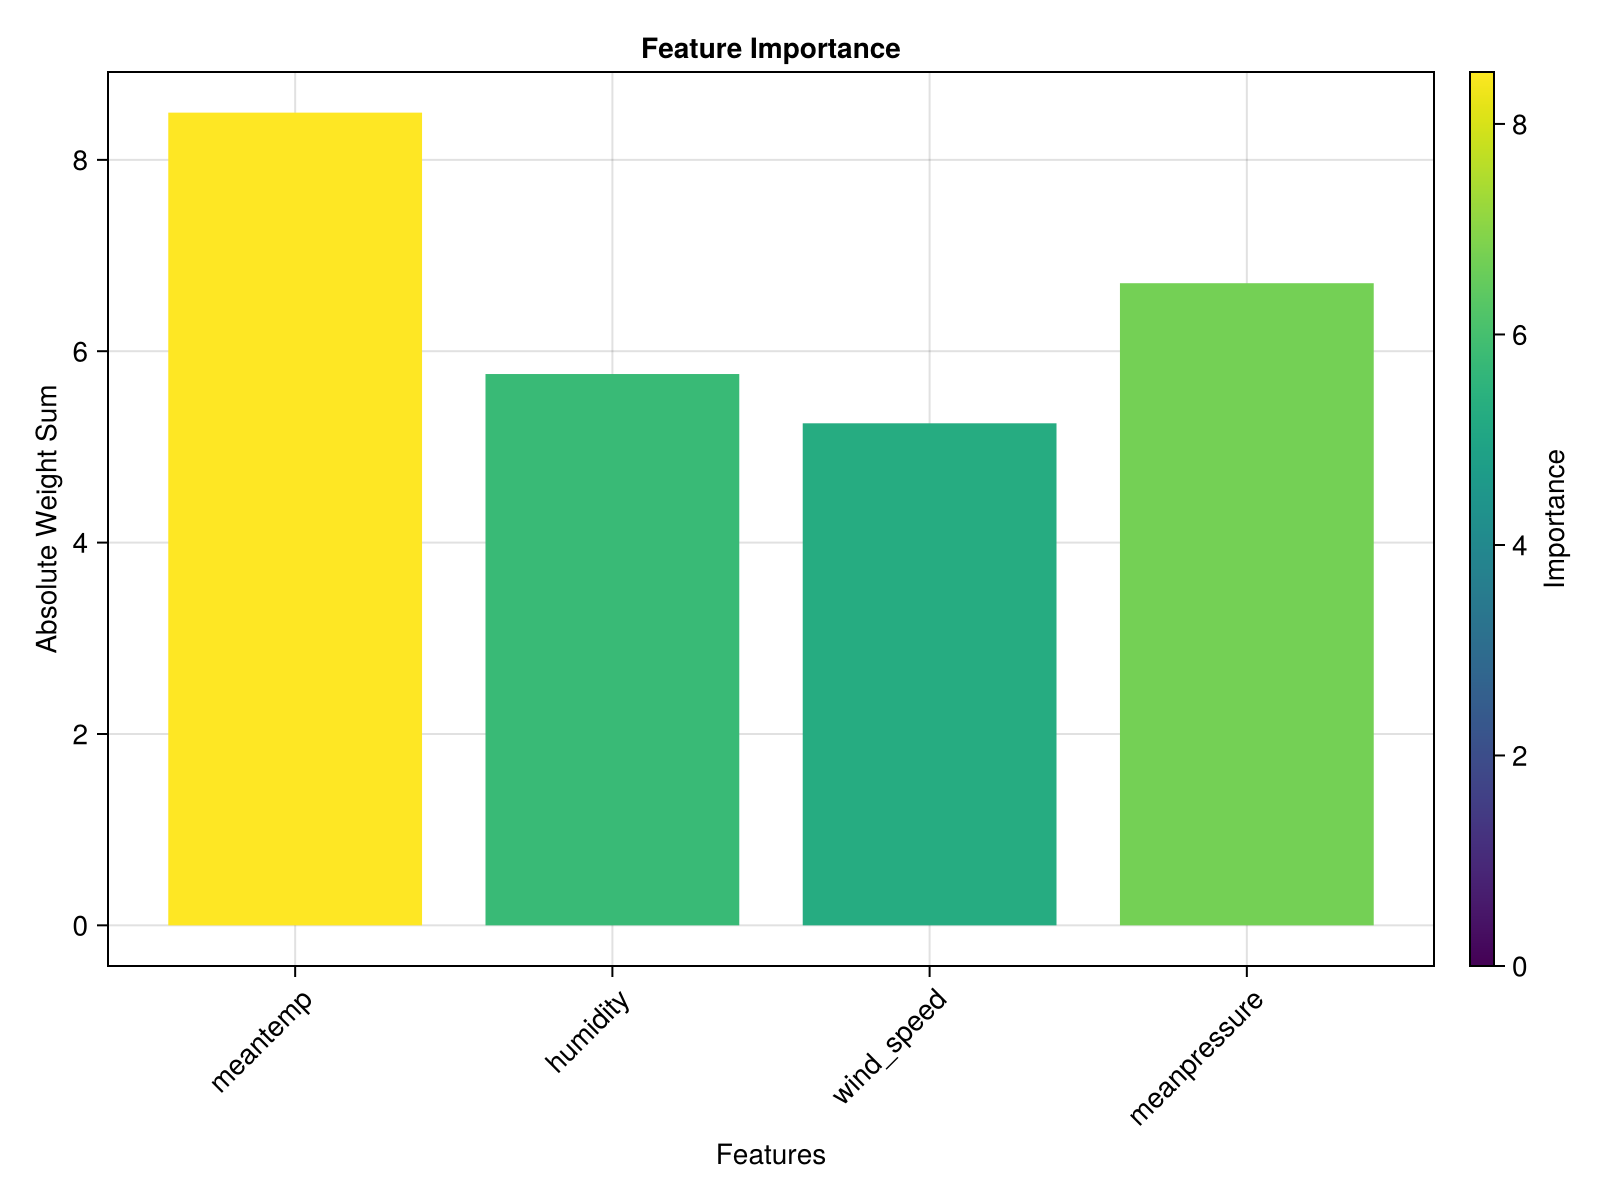 Feature Importance
Absolute Weight Sum
8
6
4
2
0
meantemp
humidity
wind_speed
meanpressure
Features
8
6
4
2
0
Importance